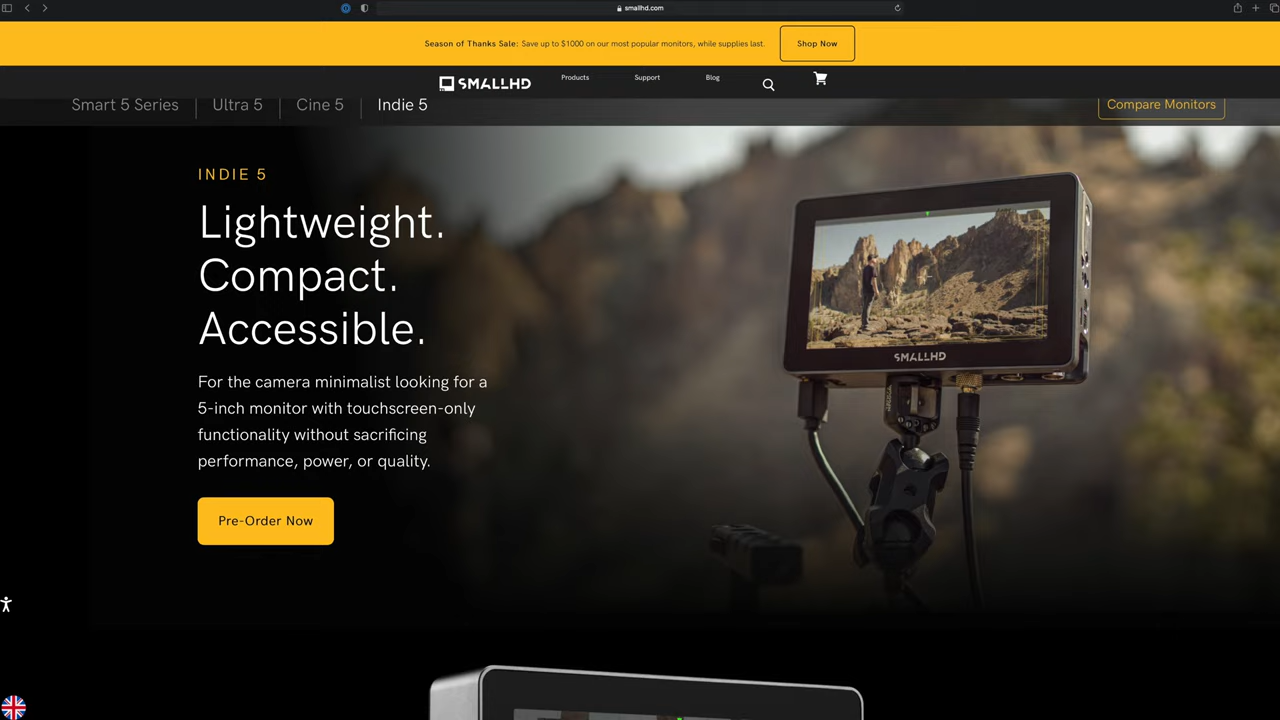 smallhd.com
Season of Thanks Sale: Save up to $1000 on our most popular monitors, while supplies last.
Shop Now
SMALLHD
Products
Support
Blog
Smart 5 Series
Ultra 5
Cine 5
Indie 5
Compare Monitors
INDIE 5
Lightweight.
Compact.
Accessible.
For the camera minimalist looking for a
5-inch monitor with touchscreen-only
functionality without sacrificing
performance, power, or quality.
Pre-Order Now
SMALLHD